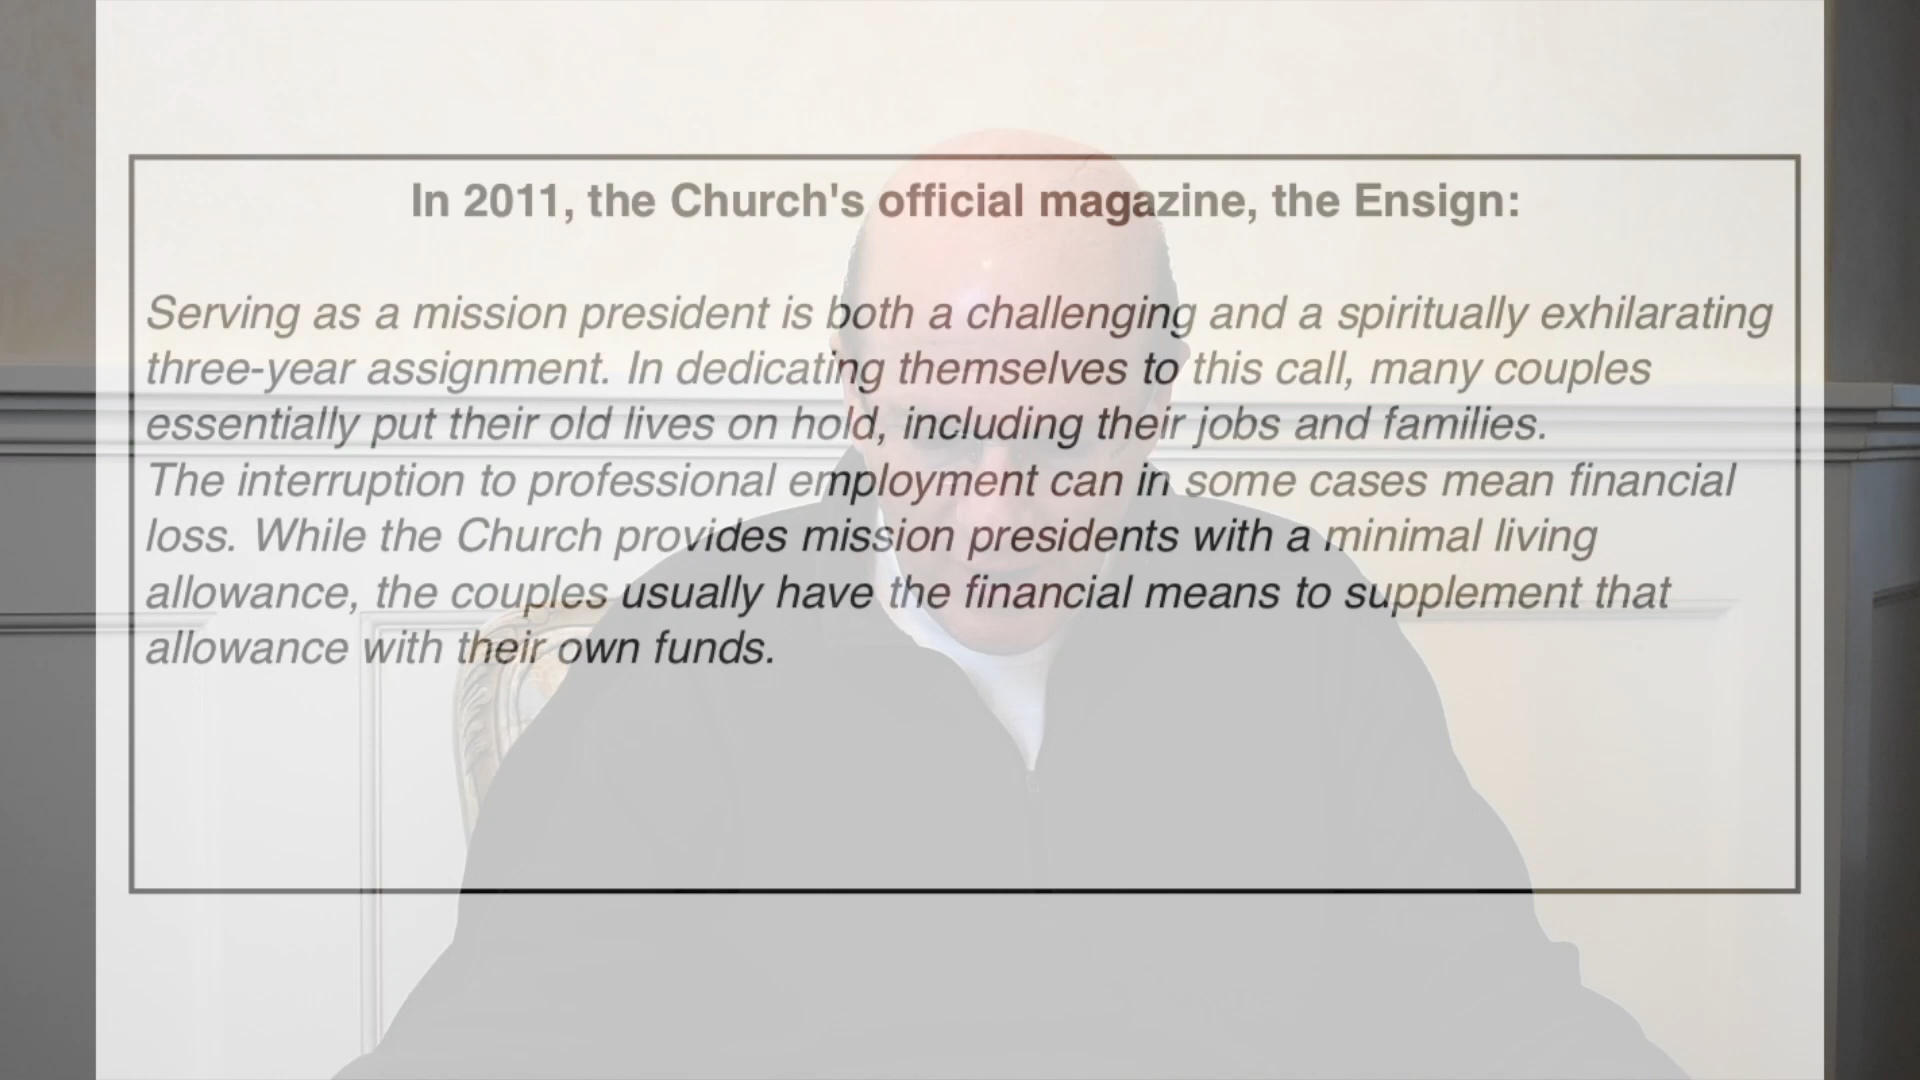 In 2011, the Church's official magazine, the Ensign:
Serving as a mission president is both a challenging and a spiritually exhilarating
three-year assignment. In dedicating themselves to this call, many couples
essentially put their old lives on hold, including their jobs and families.
The interruption to professional employment can in some cases mean financial
loss. While the Church provides mission presidents with a minimal living
allowance, the couples usually have the financial means to supplement that
allowance with their own funds.